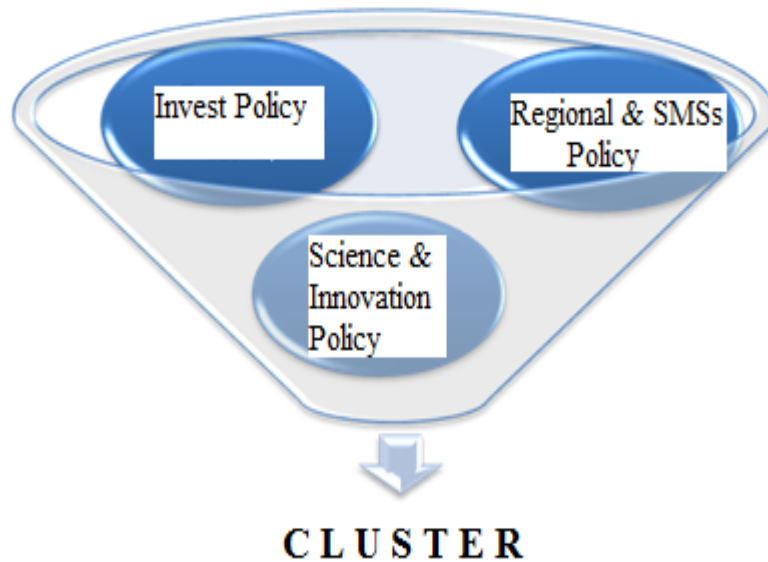 Invest Policy
Regional & SMSs
Policy
Science &
Innovation
Policy
CLUSTER